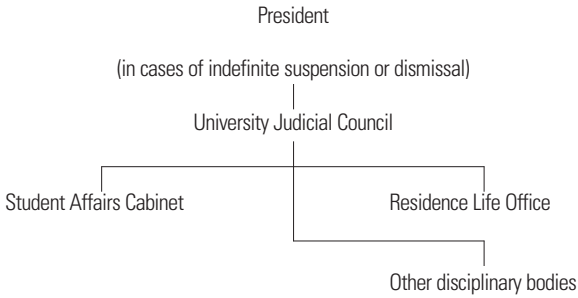 President
(in cases of indefinite suspension or dismissal)
University Judicial Council
Student Affairs Cabinet
Residence Life Office
Other disciplinary bodies